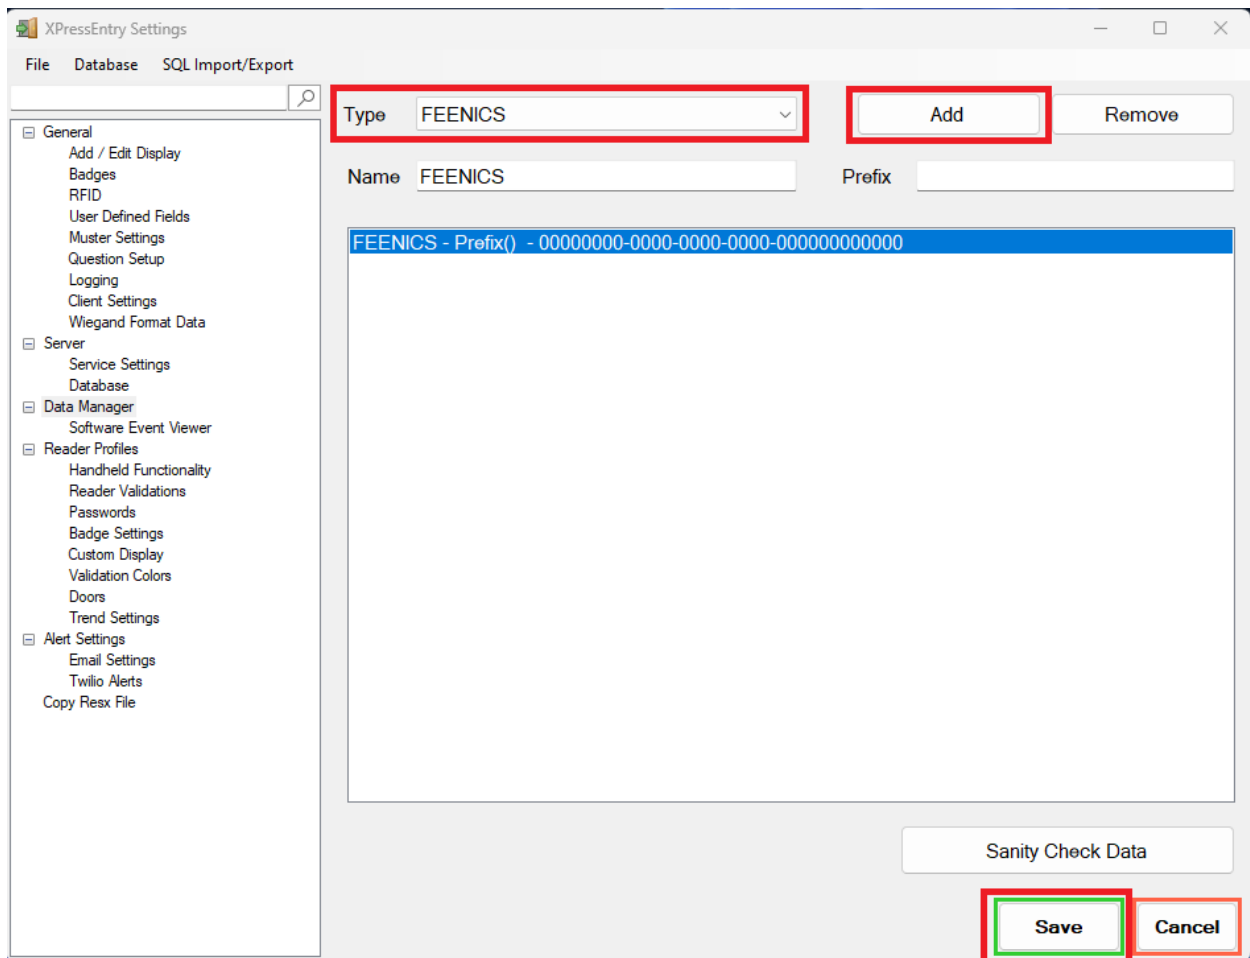 XPressEntry Settings
File Database SQL Import/Export
Type FEENICS Add Remove
Name FEENICS Prefix
General
Add / Edit Display
Badges
RFID
User Defined Fields
Muster Settings
Question Setup
Logging
Client Settings
Wiegand Format Data
Server
Service Settings
Database
Data Manager
Software Event Viewer
Reader Profiles
Handheld Functionality
Reader Validations
Passwords
Badge Settings
Custom Display
Validation Colors
Doors
Trend Settings
Alert Settings
Email Settings
Twilio Alerts
Copy Resx File
FEENICS - Prefix()  - 00000000-0000-0000-0000-000000000000
Sanity Check Data
Save Cancel